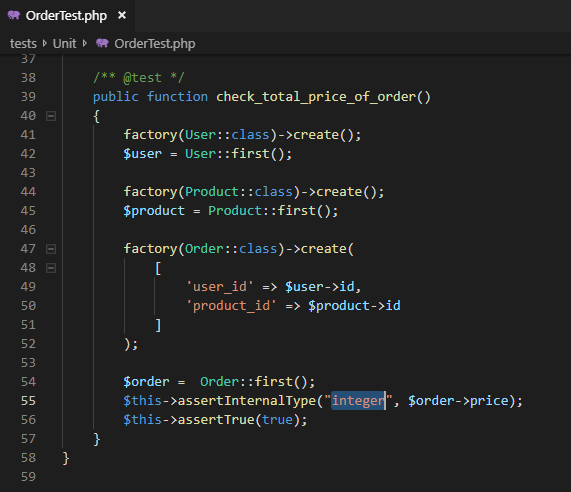 OrderTest.php ×
tests > Unit > OrderTest.php
37
38 /** @test */
39 public function check_total_price_of_order()
40 {
41 factory(User::class)->create();
42 $user = User::first();
43
44 factory(Product::class)->create();
45 $product = Product::first();
46
47 factory(Order::class)->create(
48 [
49 'user_id' => $user->id,
50 'product_id' => $product->id
51 ]
52 );
53
54 $order =  Order::first();
55 $this->assertInternalType("integer", $order->price);
56 $this->assertTrue(true);
57 }
58 }
59